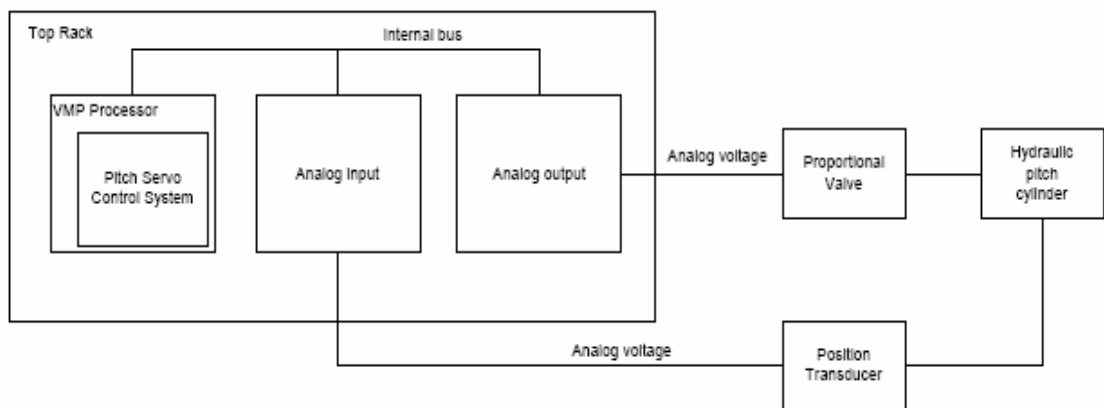 Top Rack
Internal bus
VMP Processor
Pitch Servo
Control System
Analog Input
Analog output
Analog voltage
Proportional
Valve
Hydraulic
pitch
cylinder
Analog voltage
Position
Transducer